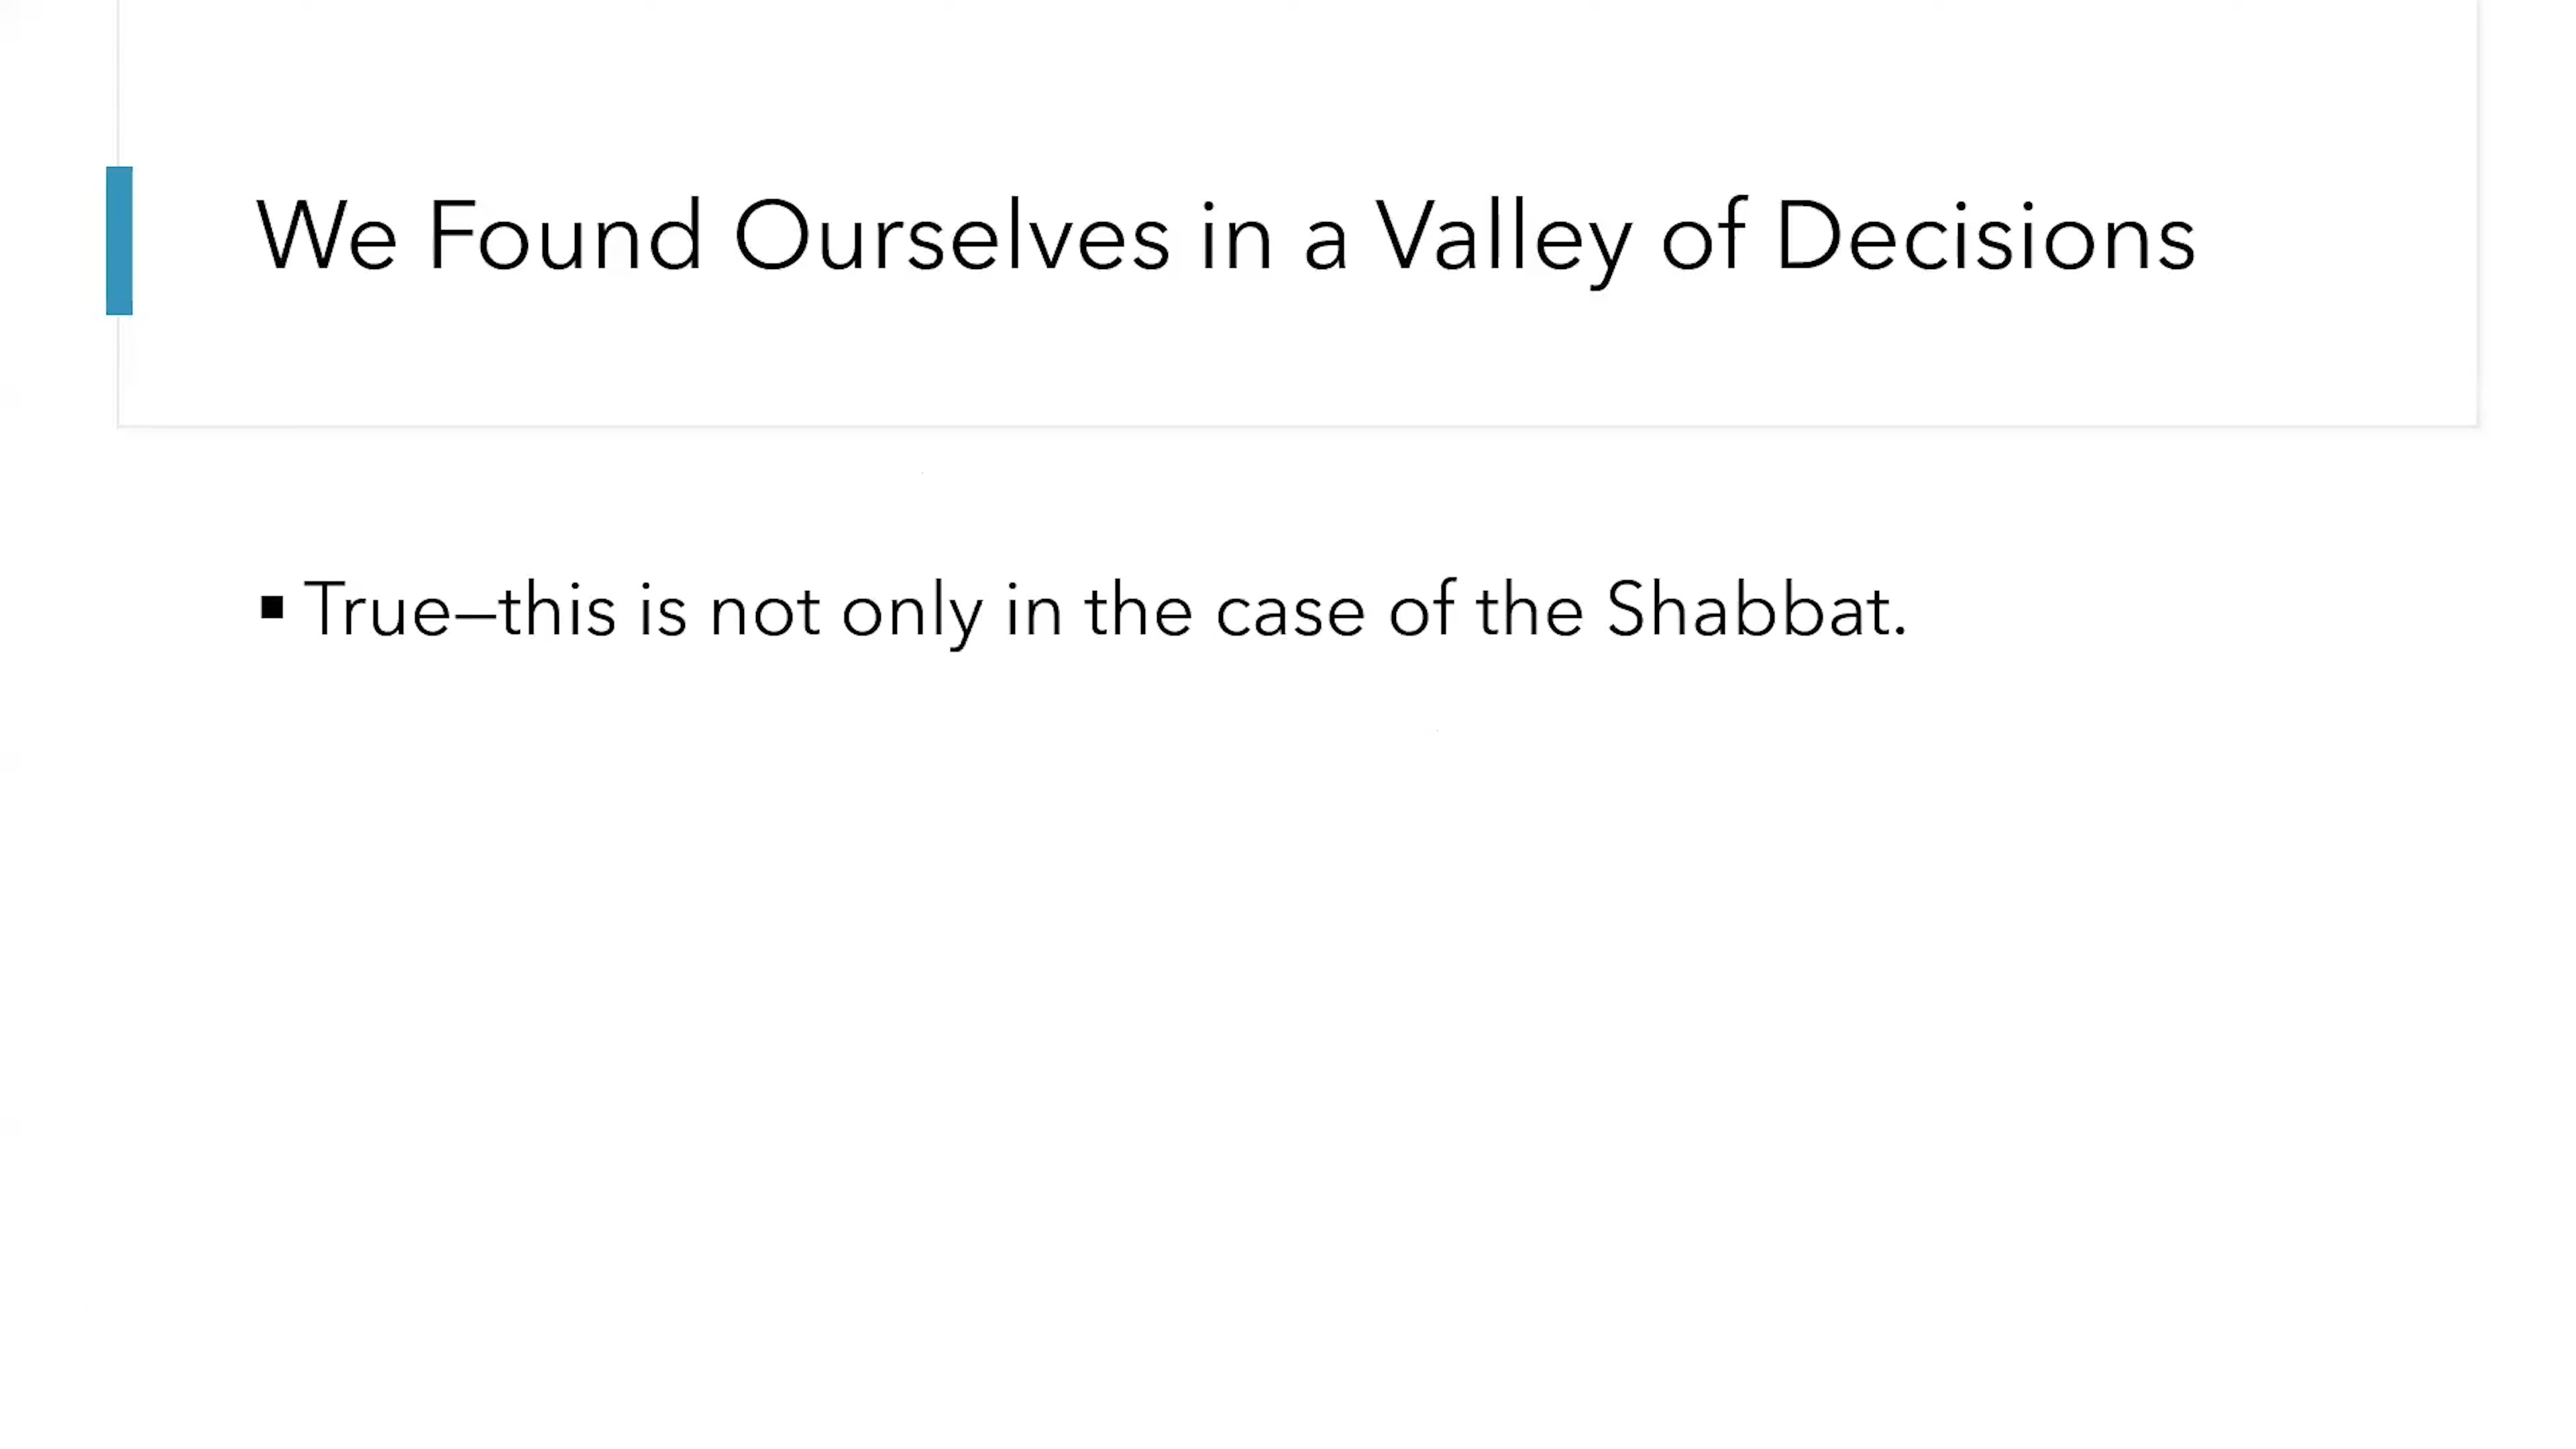 We Found Ourselves in a Valley of Decisions
▪ True—this is not only in the case of the Shabbat.